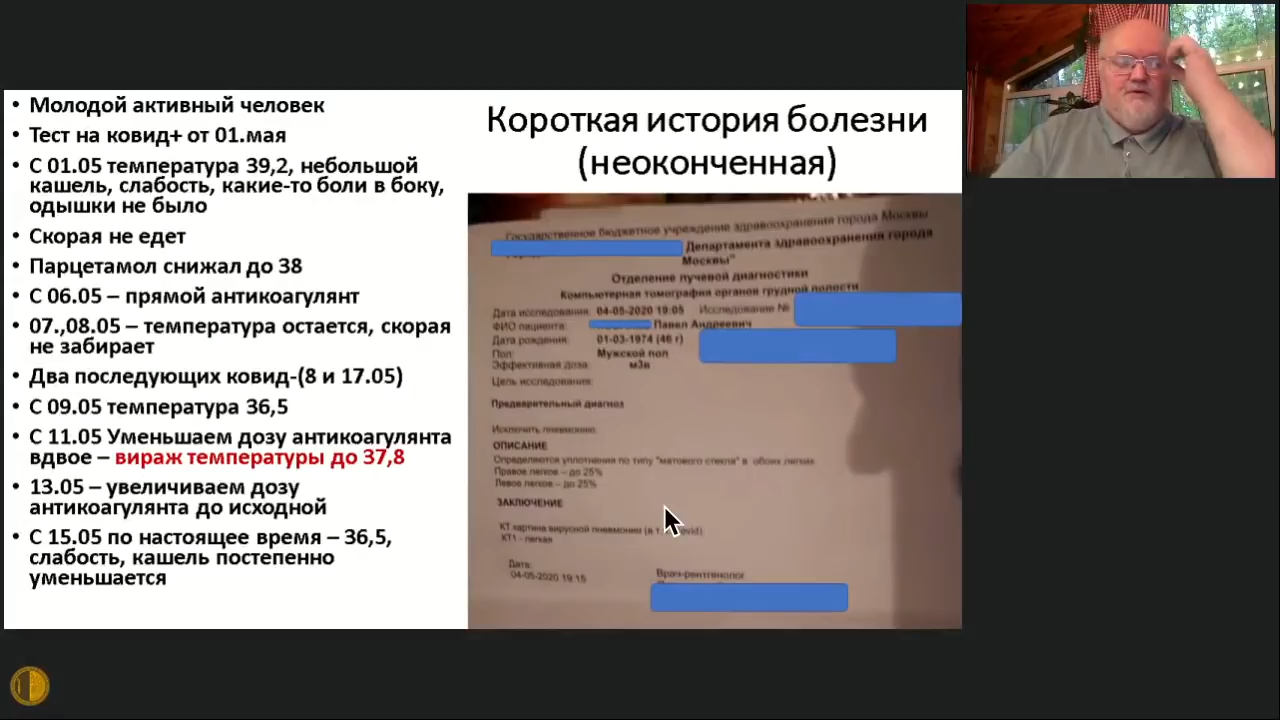 • Молодой активный человек
• Тест на ковид+ от 01.мая
• С 01.05 температура 39,2, небольшой
кашель, слабость, какие-то боли в боку,
одышки не было
• Скорая не едет
• Парцетамол снижал до 38
• С 06.05 – прямой антикоагулянт
• 07.,08.05 – температура остается, скорая
не забирает
• Два последующих ковид-(8 и 17.05)
• С 09.05 температура 36,5
• С 11.05 Уменьшаем дозу антикоагулянта
вдвое – вираж температуры до 37,8
• 13.05 – увеличиваем дозу
антикоагулянта до исходной
• С 15.05 по настоящее время – 36,5,
слабость, кашель постепенно
уменьшается
Короткая история болезни
(неоконченная)
Государственное бюджетное учреждение здравоохранения города Москвы
Департамента здравоохранения города
Москвы"
Отделение лучевой диагностики
Компьютерная томография органов грудной полости
Дата исследования: 04-05-2020 19:05 Исследование №
ФИО пациента: Павел Андреевич
Дата рождения: 01-03-1974 (46 г)
Пол: Мужской пол
Эффективная доза: мЗв
Цель исследования:
Предварительный диагноз
Исключить пневмонию.
ОПИСАНИЕ
Определяются уплотнения по типу "матового стекла" в обоих легких
Правое легкое – до 25%
Левое легкое – до 25%
ЗАКЛЮЧЕНИЕ
КТ картина вирусной пневмонии (в
КТ1 - легкая
Дата:
04-05-2020 19:15
Врач-рентгенолог